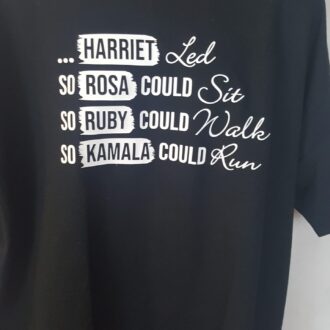 ... HARRIET Led
SO ROSA COULD Sit
SO RUBY COULD Walk
SO KAMALA COULD Run